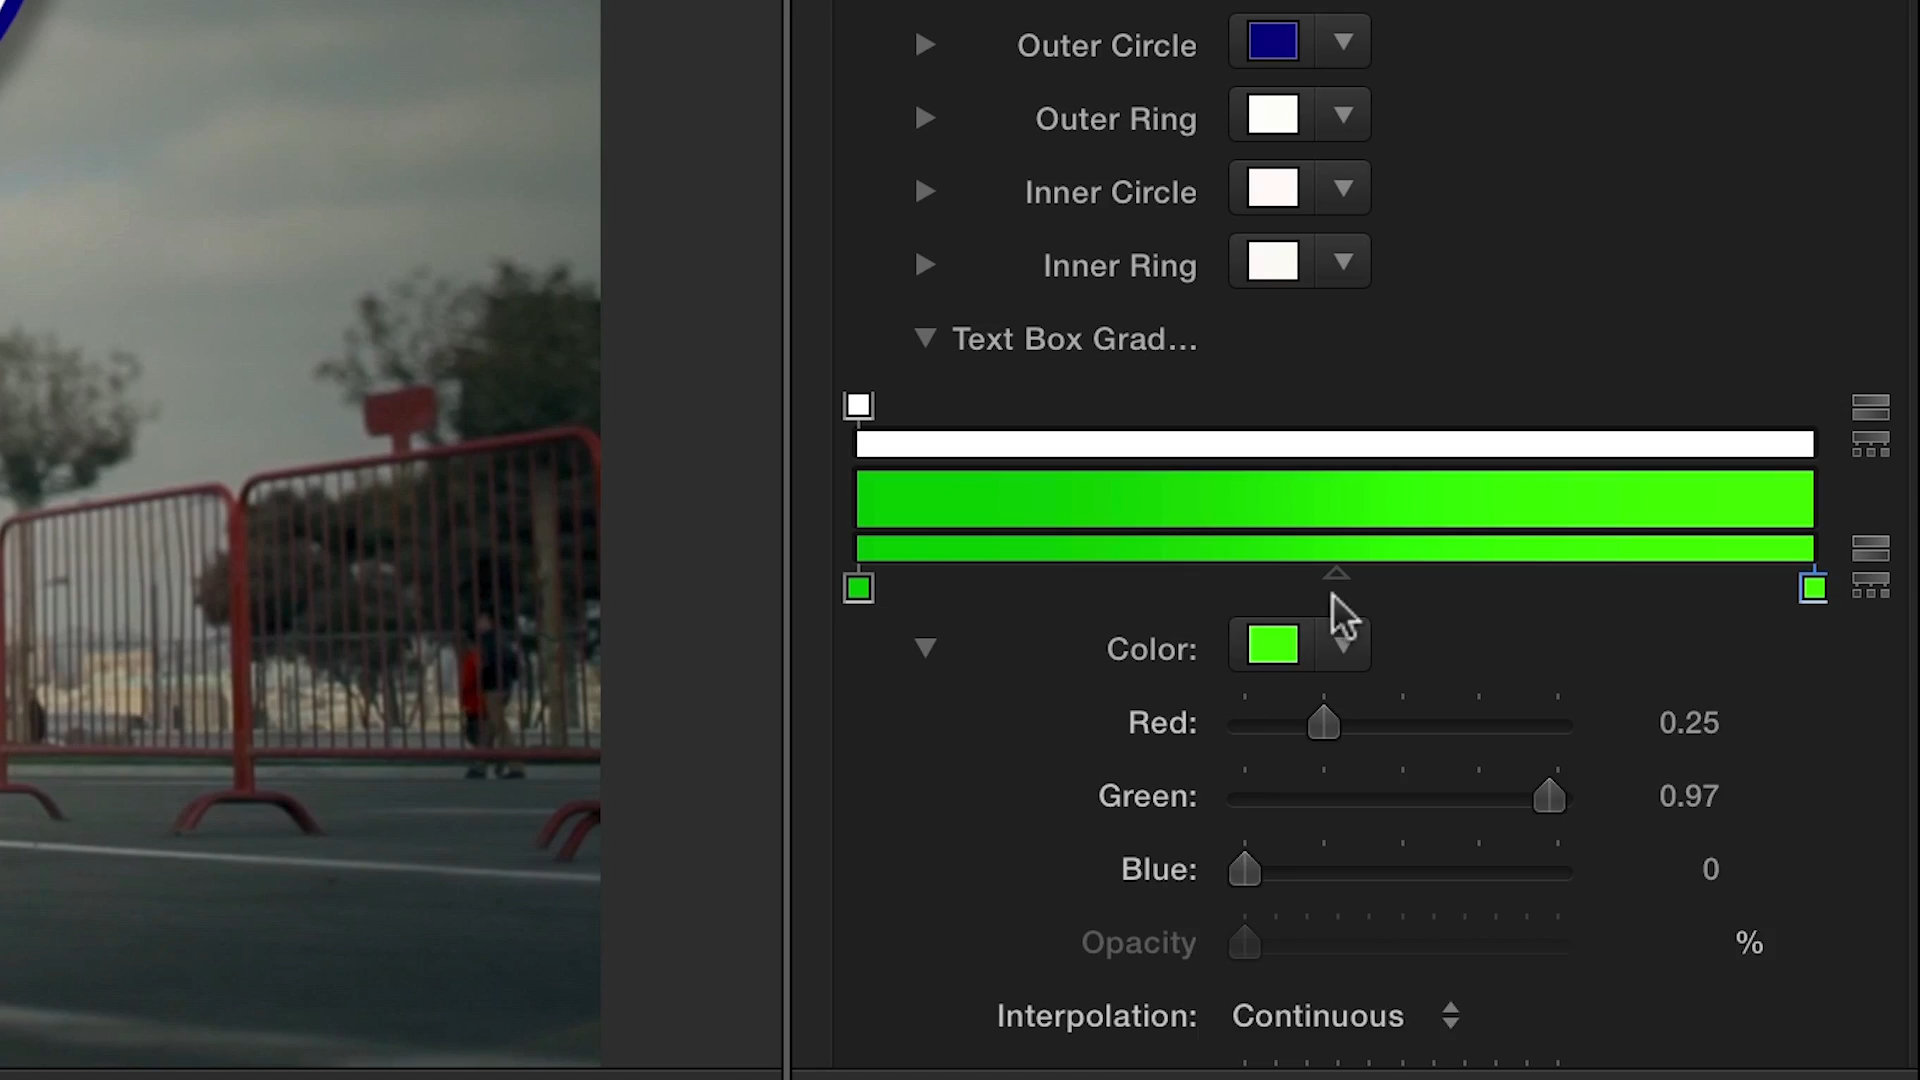 Outer Circle
Outer Ring
Inner Circle
Inner Ring
Text Box Grad...
Color:
Red: 0.25
Green: 0.97
Blue: 0
Opacity %
Interpolation: Continuous